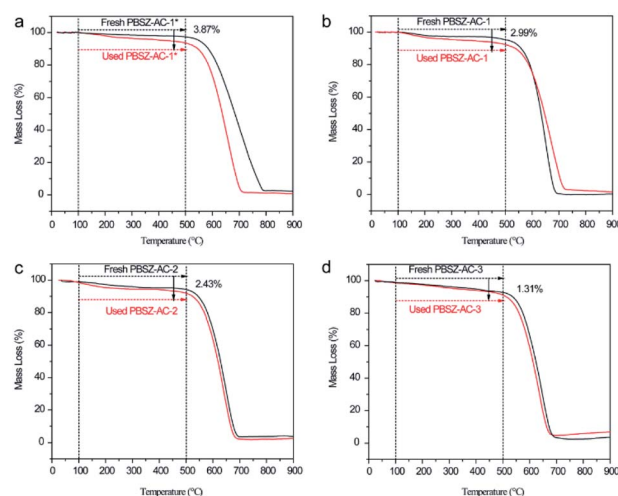 a
Fresh PBSZ-AC-1*
3.87%
Used PBSZ-AC-1*
Mass Loss (%)
100
80
60
40
20
0
0 100 200 300 400 500 600 700 800 900
Temperature (°C)
b
Fresh PBSZ-AC-1
2.99%
Used PBSZ-AC-1
Mass Loss (%)
100
80
60
40
20
0
0 100 200 300 400 500 600 700 800 900
Temperature (°C)
c
Fresh PBSZ-AC-2
2.43%
Used PBSZ-AC-2
Mass Loss (%)
100
80
60
40
20
0
0 100 200 300 400 500 600 700 800 900
Temperature (°C)
d
Fresh PBSZ-AC-3
1.31%
Used PBSZ-AC-3
Mass Loss (%)
100
80
60
40
20
0
0 100 200 300 400 500 600 700 800 900
Temperature (°C)